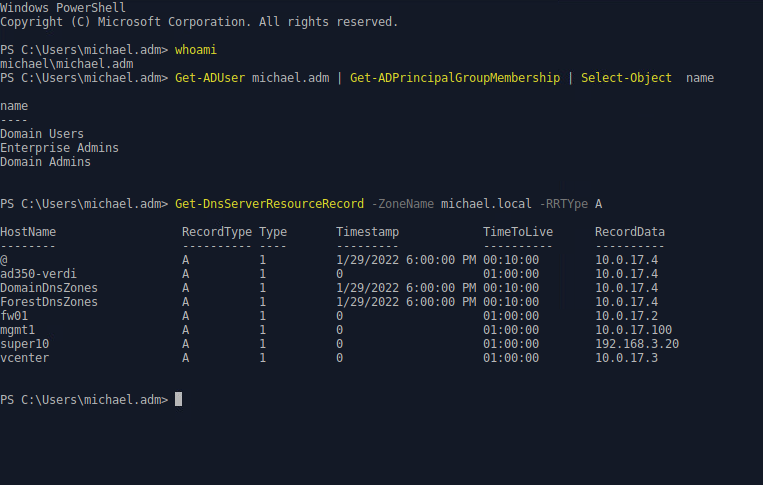 Windows PowerShell
Copyright (C) Microsoft Corporation. All rights reserved.
PS C:\Users\michael.adm> whoami
michael\michael.adm
PS C:\Users\michael.adm> Get-ADUser michael.adm | Get-ADPrincipalGroupMembership | Select-Object  name
name
----
Domain Users
Enterprise Admins
Domain Admins
PS C:\Users\michael.adm> Get-DnsServerResourceRecord -ZoneName michael.local -RRTYpe A
HostName                  RecordType Type       Timestamp            TimeToLive      RecordData
--------                  ---------- ----       ---------            ----------      ----------
@                         A          1          1/29/2022 6:00:00 PM 00:10:00        10.0.17.4
ad350-verdi               A          1          0                    01:00:00        10.0.17.4
DomainDnsZones            A          1          1/29/2022 6:00:00 PM 00:10:00        10.0.17.4
ForestDnsZones            A          1          1/29/2022 6:00:00 PM 00:10:00        10.0.17.4
fw01                      A          1          0                    01:00:00        10.0.17.2
mgmt1                     A          1          0                    01:00:00        10.0.17.100
super10                   A          1          0                    01:00:00        192.168.3.20
vcenter                   A          1          0                    01:00:00        10.0.17.3
PS C:\Users\michael.adm>